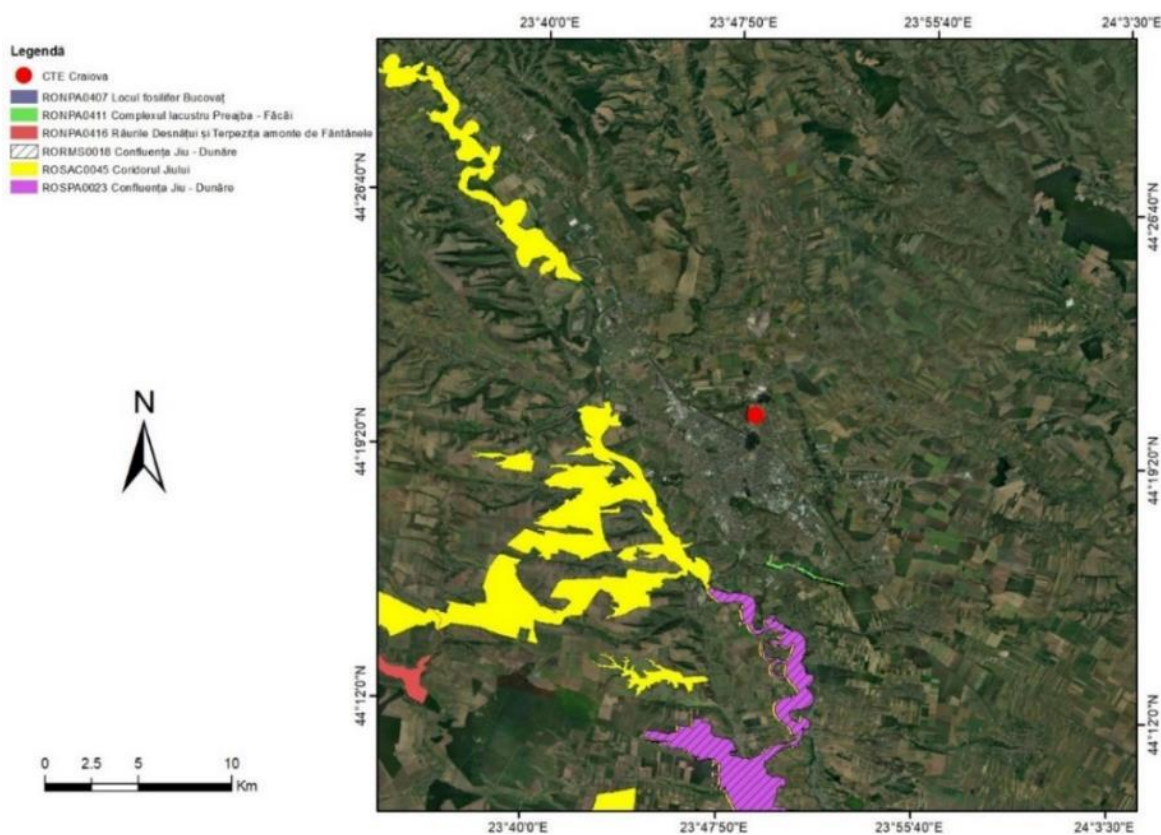 23°40'0"E 23°47'50"E 23°55'40"E 24°3'30"E
Legendă
CTE Craiova
RONPA0407 Locul fosilifer Bucovaț
RONPA0411 Complexul lacustru Preajba - Făcăi
RONPA0416 Râurile Desnățui și Terpezița amonte de Fântânele
RORMS0018 Confluența Jiu - Dunăre
ROSAC0045 Coridorul Jiului
ROSPA0023 Confluența Jiu - Dunăre
44°26'40"N
44°26'40"N
N
44°19'20"N
44°19'20"N
44°12'0"N
44°12'0"N
0 2.5 5 10
Km
23°40'0"E 23°47'50"E 23°55'40"E 24°3'30"E